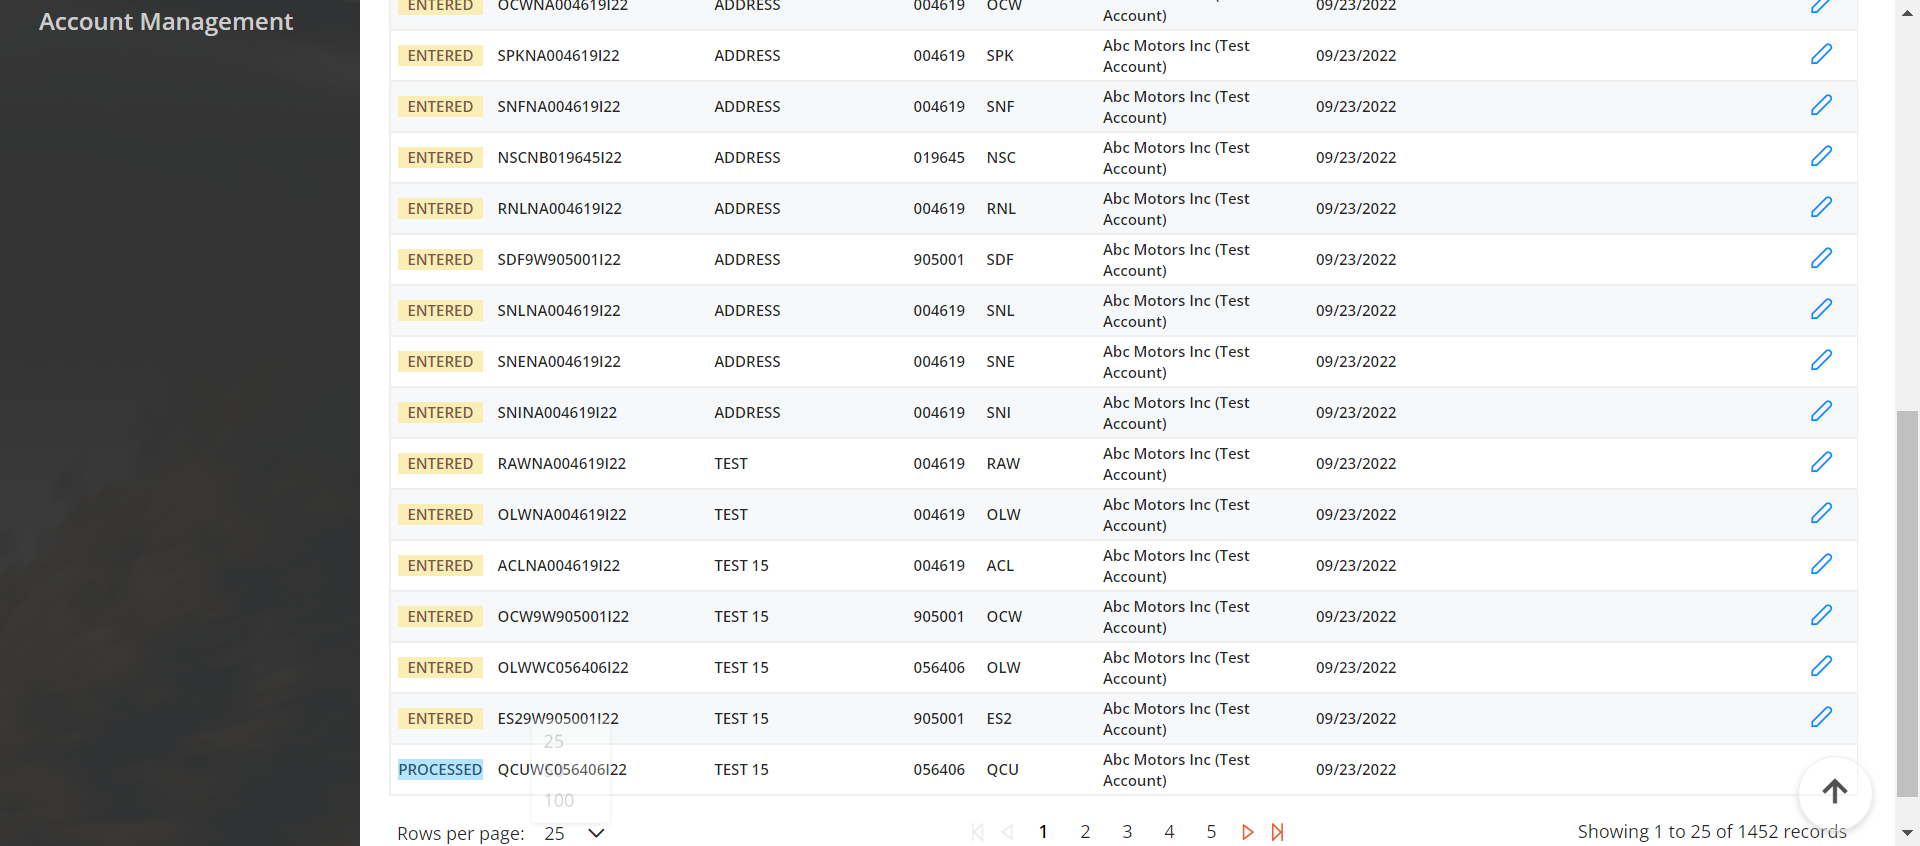 Account Management
ENTERED OCWNA004619I22 ADDRESS 004619 OCW Account) 09/23/2022
ENTERED SPKNA004619I22 ADDRESS 004619 SPK Abc Motors Inc (Test Account) 09/23/2022
ENTERED SNFNA004619I22 ADDRESS 004619 SNF Abc Motors Inc (Test Account) 09/23/2022
ENTERED NSCNB019645I22 ADDRESS 019645 NSC Abc Motors Inc (Test Account) 09/23/2022
ENTERED RNLNA004619I22 ADDRESS 004619 RNL Abc Motors Inc (Test Account) 09/23/2022
ENTERED SDF9W905001I22 ADDRESS 905001 SDF Abc Motors Inc (Test Account) 09/23/2022
ENTERED SNLNA004619I22 ADDRESS 004619 SNL Abc Motors Inc (Test Account) 09/23/2022
ENTERED SNENA004619I22 ADDRESS 004619 SNE Abc Motors Inc (Test Account) 09/23/2022
ENTERED SNINA004619I22 ADDRESS 004619 SNI Abc Motors Inc (Test Account) 09/23/2022
ENTERED RAWNA004619I22 TEST 004619 RAW Abc Motors Inc (Test Account) 09/23/2022
ENTERED OLWNA004619I22 TEST 004619 OLW Abc Motors Inc (Test Account) 09/23/2022
ENTERED ACLNA004619I22 TEST 15 004619 ACL Abc Motors Inc (Test Account) 09/23/2022
ENTERED OCW9W905001I22 TEST 15 905001 OCW Abc Motors Inc (Test Account) 09/23/2022
ENTERED OLWWC056406I22 TEST 15 056406 OLW Abc Motors Inc (Test Account) 09/23/2022
ENTERED ES29W905001I22 TEST 15 905001 ES2 Abc Motors Inc (Test Account) 09/23/2022
25
PROCESSED QCUWC056406I22 TEST 15 056406 QCU Abc Motors Inc (Test Account) 09/23/2022
100
Rows per page: 25 1 2 3 4 5 Showing 1 to 25 of 1452 records